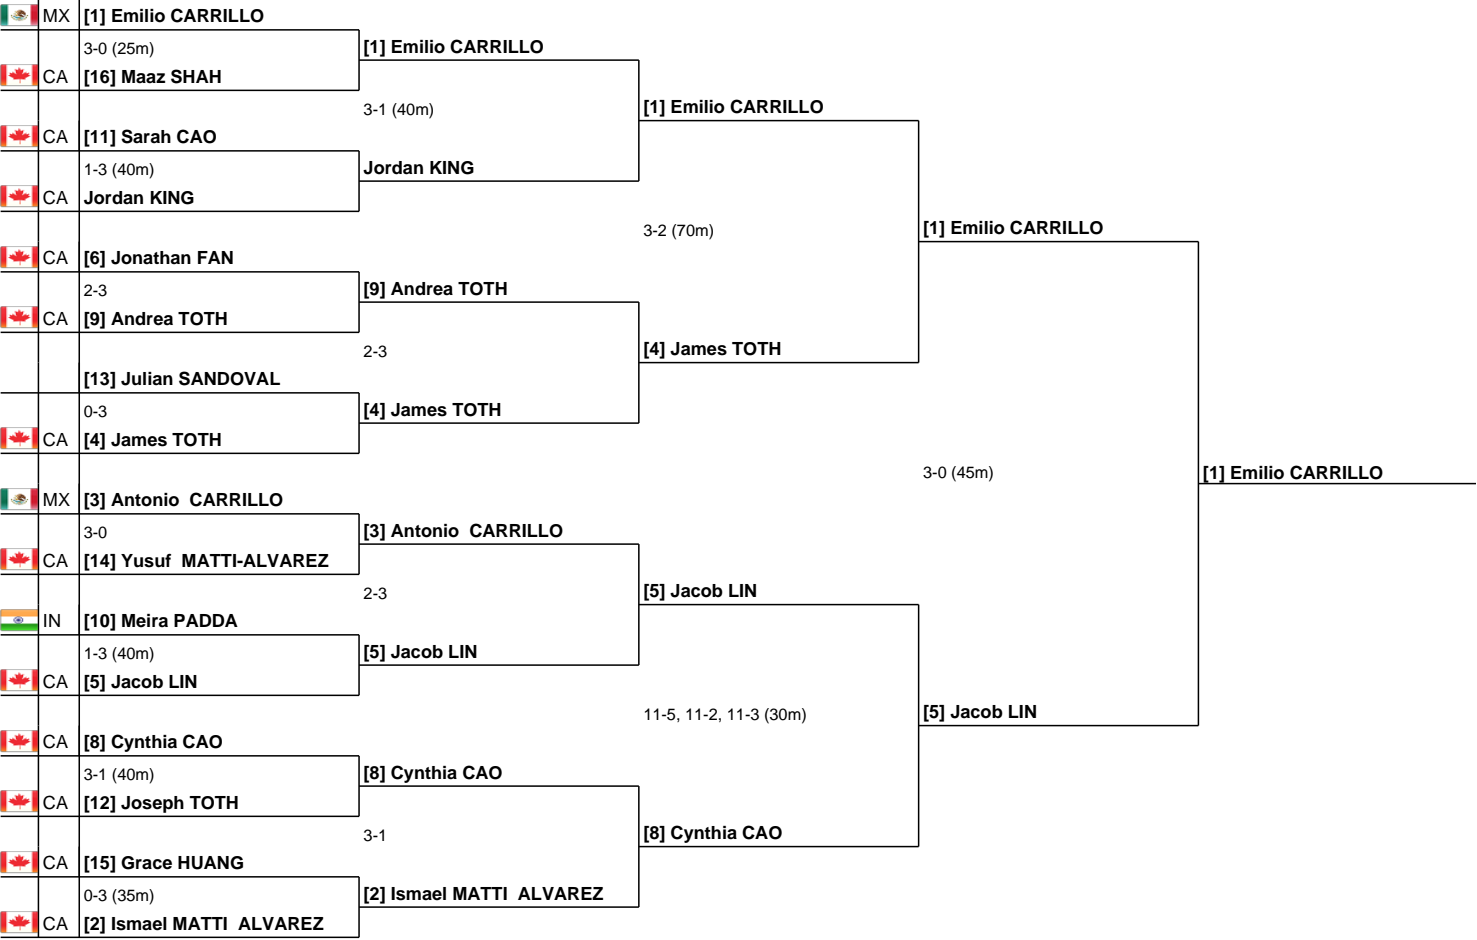 MX [1] Emilio CARRILLO
3-0 (25m)
[1] Emilio CARRILLO
CA [16] Maaz SHAH
3-1 (40m)
[1] Emilio CARRILLO
CA [11] Sarah CAO
1-3 (40m)
Jordan KING
CA Jordan KING
3-2 (70m)
[1] Emilio CARRILLO
CA [6] Jonathan FAN
2-3
[9] Andrea TOTH
CA [9] Andrea TOTH
2-3
[4] James TOTH
[13] Julian SANDOVAL
0-3
[4] James TOTH
CA [4] James TOTH
3-0 (45m)
[1] Emilio CARRILLO
MX [3] Antonio CARRILLO
3-0
[3] Antonio CARRILLO
CA [14] Yusuf MATTI-ALVAREZ
2-3
[5] Jacob LIN
IN [10] Meira PADDA
1-3 (40m)
[5] Jacob LIN
CA [5] Jacob LIN
11-5, 11-2, 11-3 (30m)
[5] Jacob LIN
CA [8] Cynthia CAO
3-1 (40m)
[8] Cynthia CAO
CA [12] Joseph TOTH
3-1
[8] Cynthia CAO
CA [15] Grace HUANG
0-3 (35m)
[2] Ismael MATTI ALVAREZ
CA [2] Ismael MATTI ALVAREZ